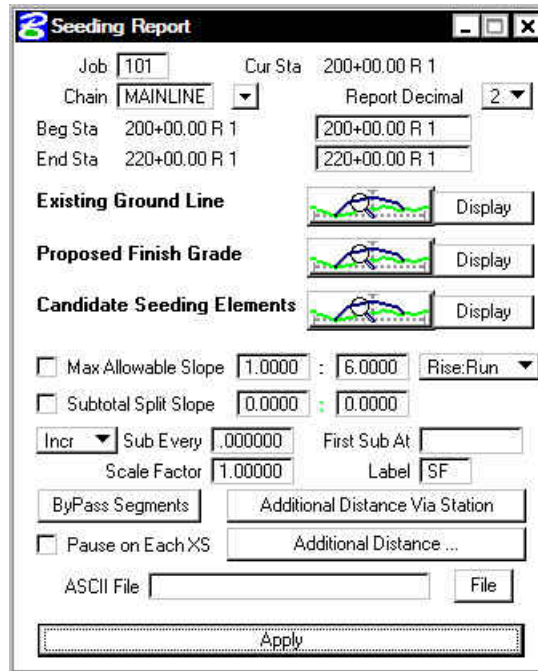 Seeding Report
Job 101 Cur Sta 200+00.00 R 1
Chain MAINLINE Report Decimal 2
Beg Sta 200+00.00 R 1 200+00.00 R 1
End Sta 220+00.00 R 1 220+00.00 R 1
Existing Ground Line Display
Proposed Finish Grade Display
Candidate Seeding Elements Display
Max Allowable Slope 1.0000 : 6.0000 Rise:Run
Subtotal Split Slope 0.0000 : 0.0000
Incr Sub Every .000000 First Sub At
Scale Factor 1.00000 Label SF
ByPass Segments Additional Distance Via Station
Pause on Each XS Additional Distance ...
ASCII File File
Apply